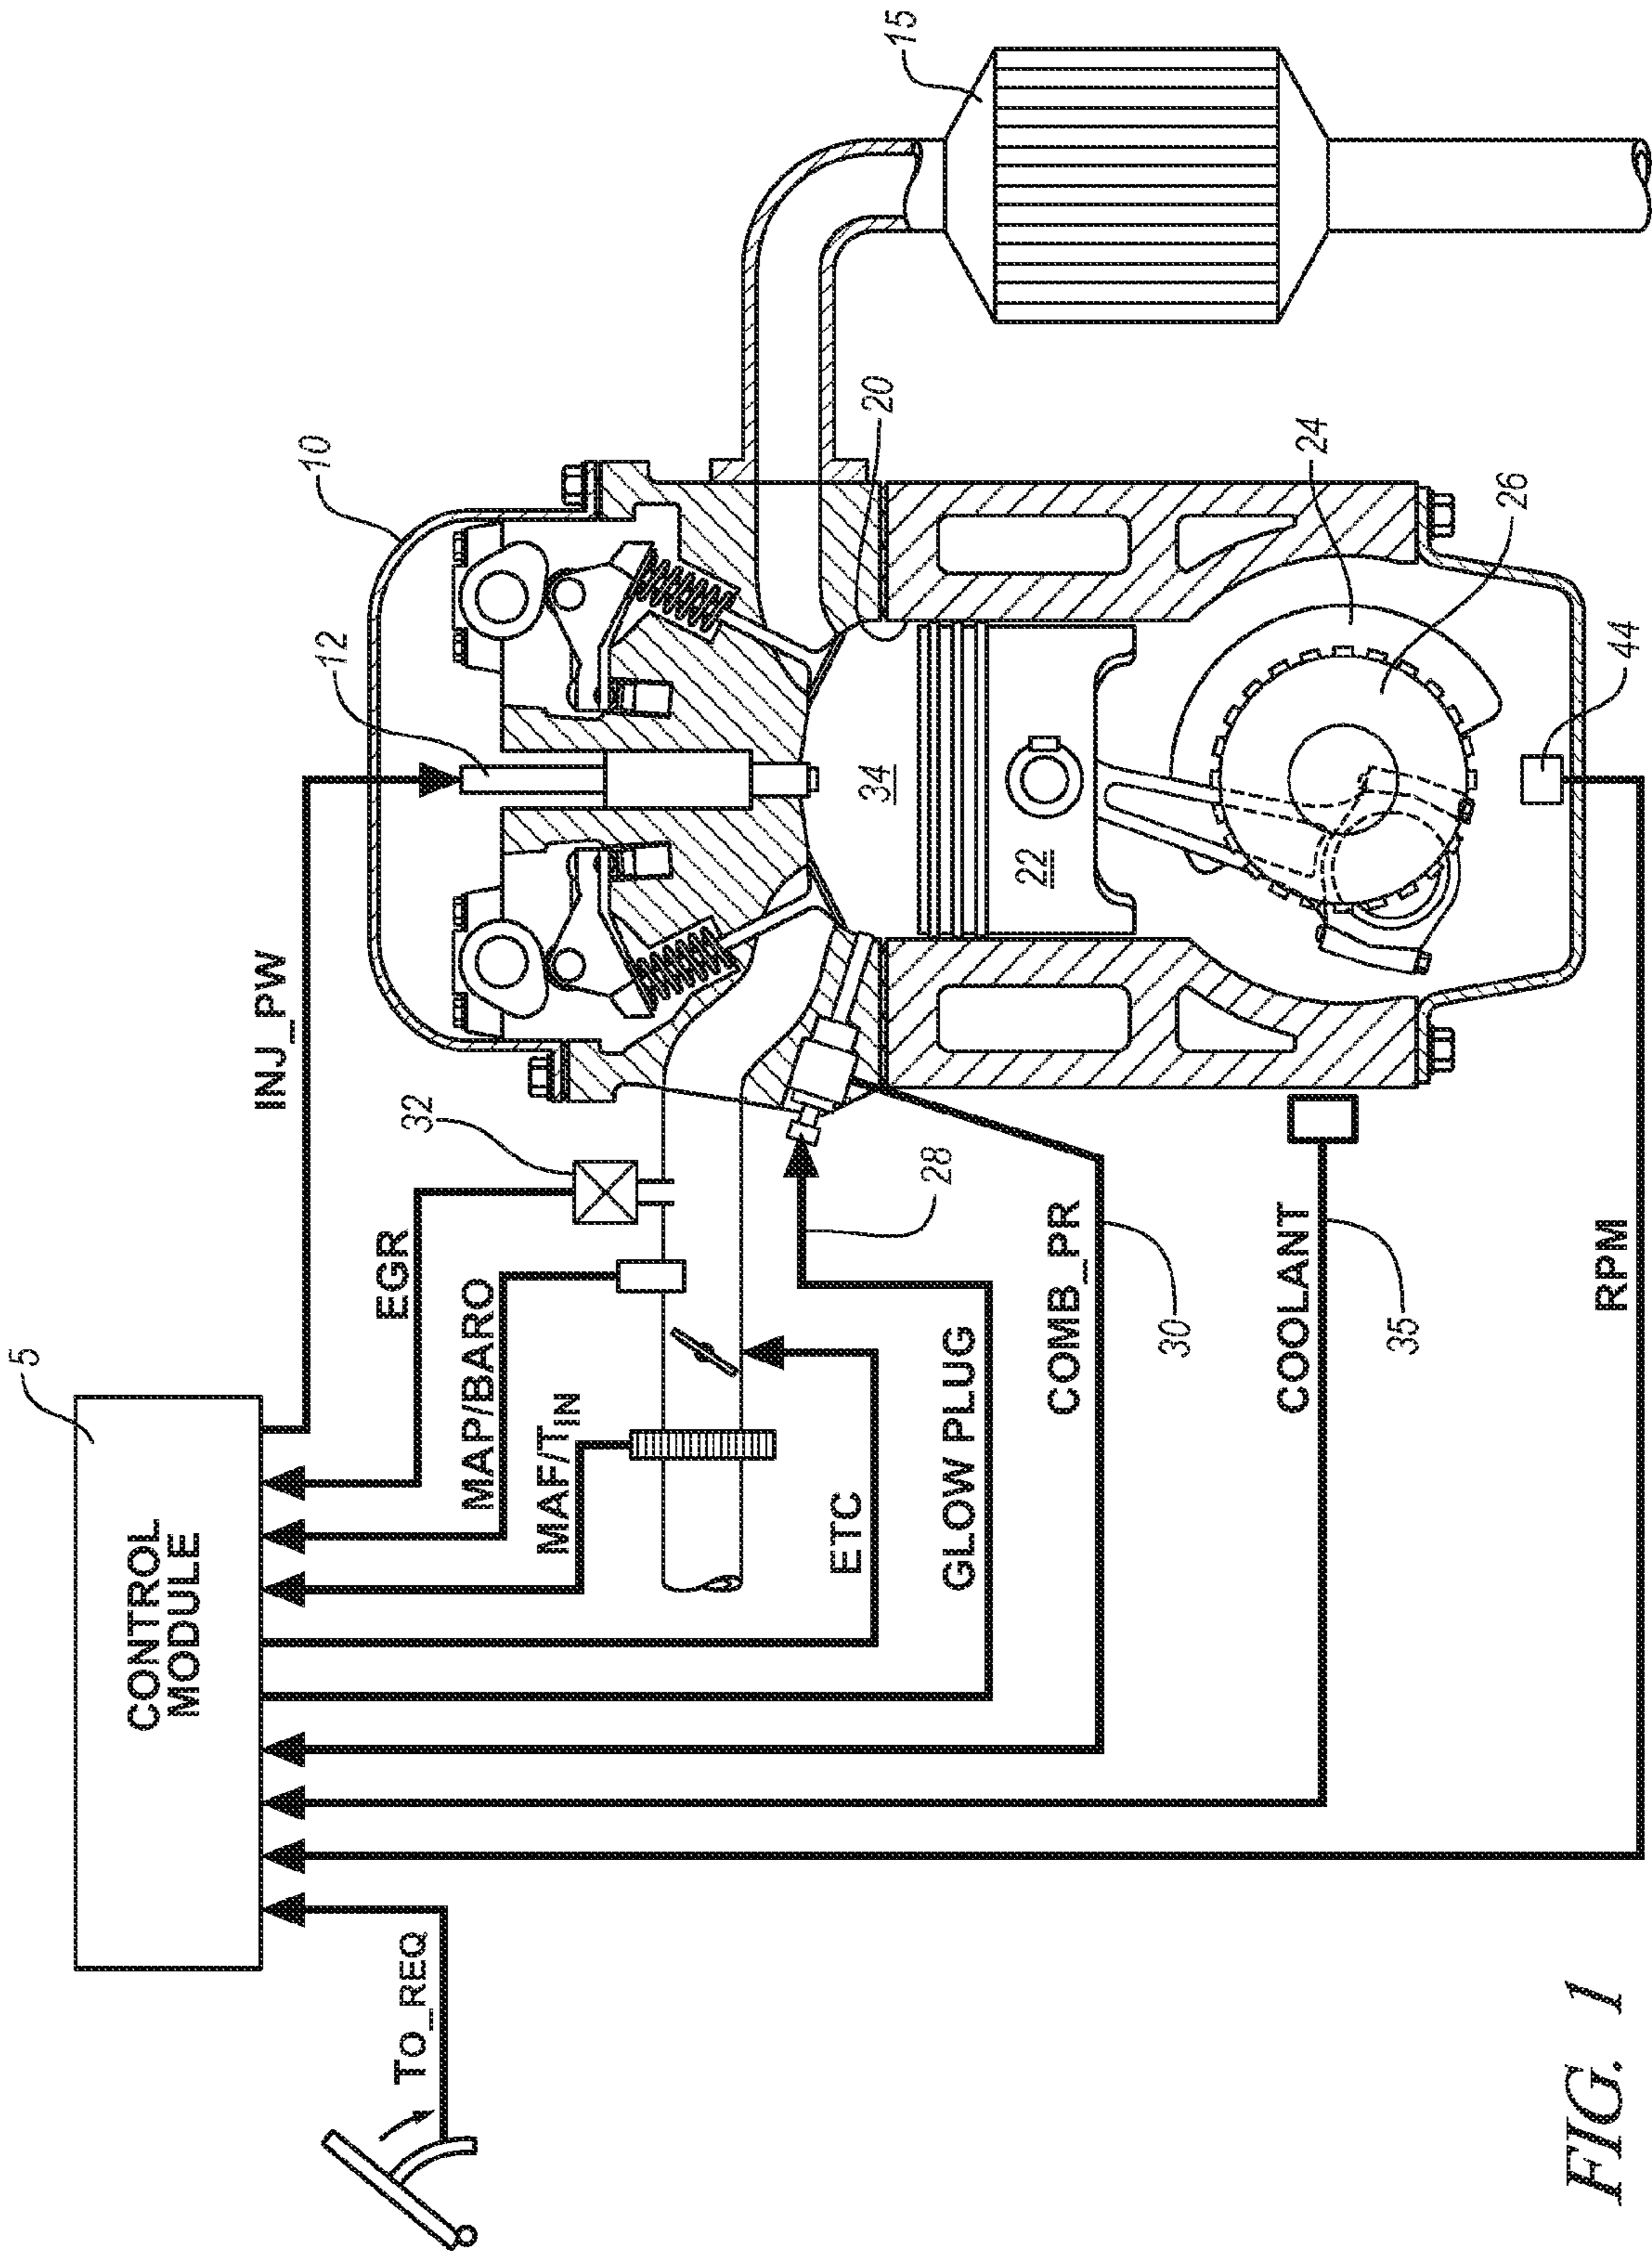 5
CONTROL
MODULE
TO_REQ
INJ_PW
EGR
MAP/BARO
MAF/TIN
ETC
GLOW PLUG
COMB_PR
COOLANT
RPM
10
12
15
20
22
24
26
28
30
32
34
35
44
FIG. 1